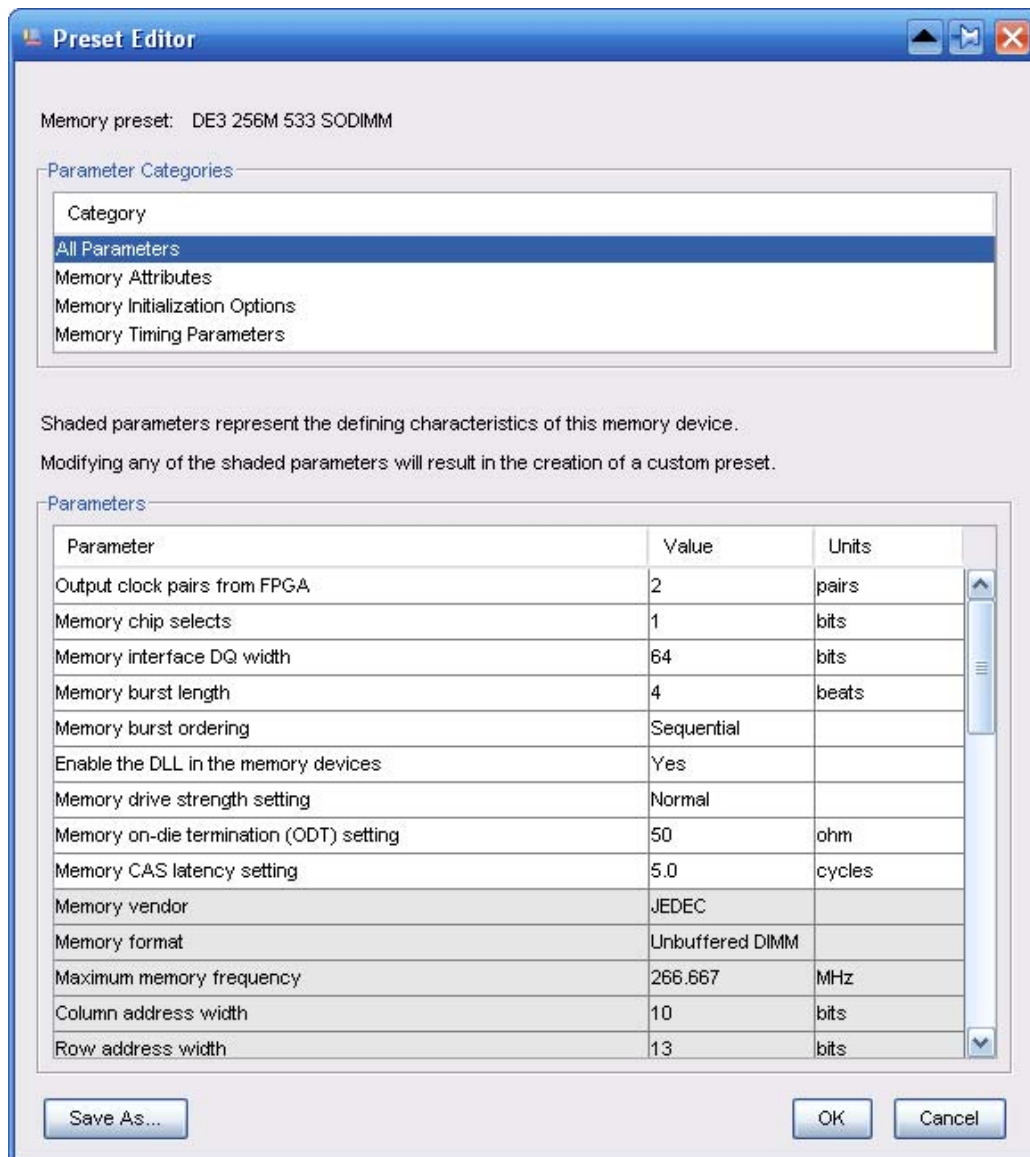 Preset Editor
Memory preset: DE3 256M 533 SODIMM
Parameter Categories
Category
All Parameters
Memory Attributes
Memory Initialization Options
Memory Timing Parameters
Shaded parameters represent the defining characteristics of this memory device.
Modifying any of the shaded parameters will result in the creation of a custom preset.
Parameters
Parameter Value Units
Output clock pairs from FPGA 2 pairs
Memory chip selects 1 bits
Memory interface DQ width 64 bits
Memory burst length 4 beats
Memory burst ordering Sequential
Enable the DLL in the memory devices Yes
Memory drive strength setting Normal
Memory on-die termination (ODT) setting 50 ohm
Memory CAS latency setting 5.0 cycles
Memory vendor JEDEC
Memory format Unbuffered DIMM
Maximum memory frequency 266.667 MHz
Column address width 10 bits
Row address width 13 bits
Save As... OK Cancel